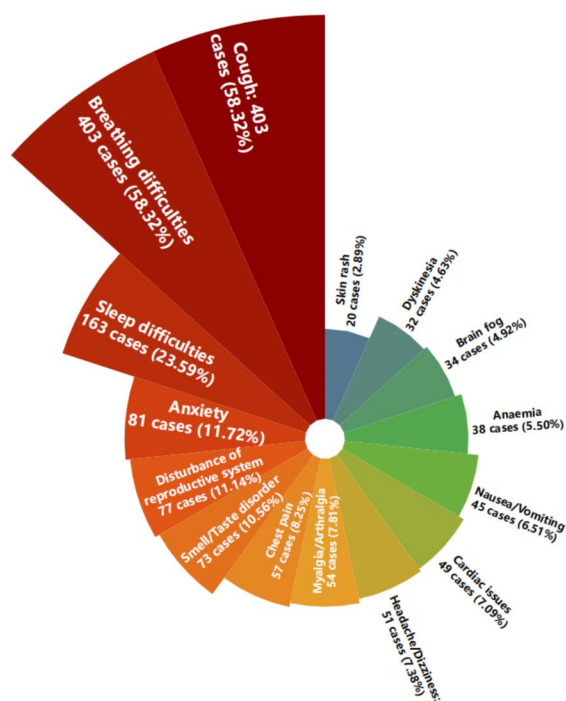 Cough: 403
cases (58.32%)
Breathing difficulties
403 cases (58.32%)
Sleep difficulties
163 cases (23.59%)
Anxiety
81 cases (11.72%)
Disturbance of
reproductive system
77 cases (11.14%)
Smell/Taste disorder
73 cases (10.56%)
Chest pain
57 cases (8.25%)
Myalgia/Arthralgia
54 cases (7.81%)
Headache/Dizziness:
51 cases (7.38%)
Cardiac issues
49 cases (7.09%)
Nausea/Vomiting
45 cases (6.51%)
Anaemia
38 cases (5.50%)
Brain fog
34 cases (4.92%)
Dyskinesia
32 cases (4.63%)
Skin rash
20 cases (2.89%)